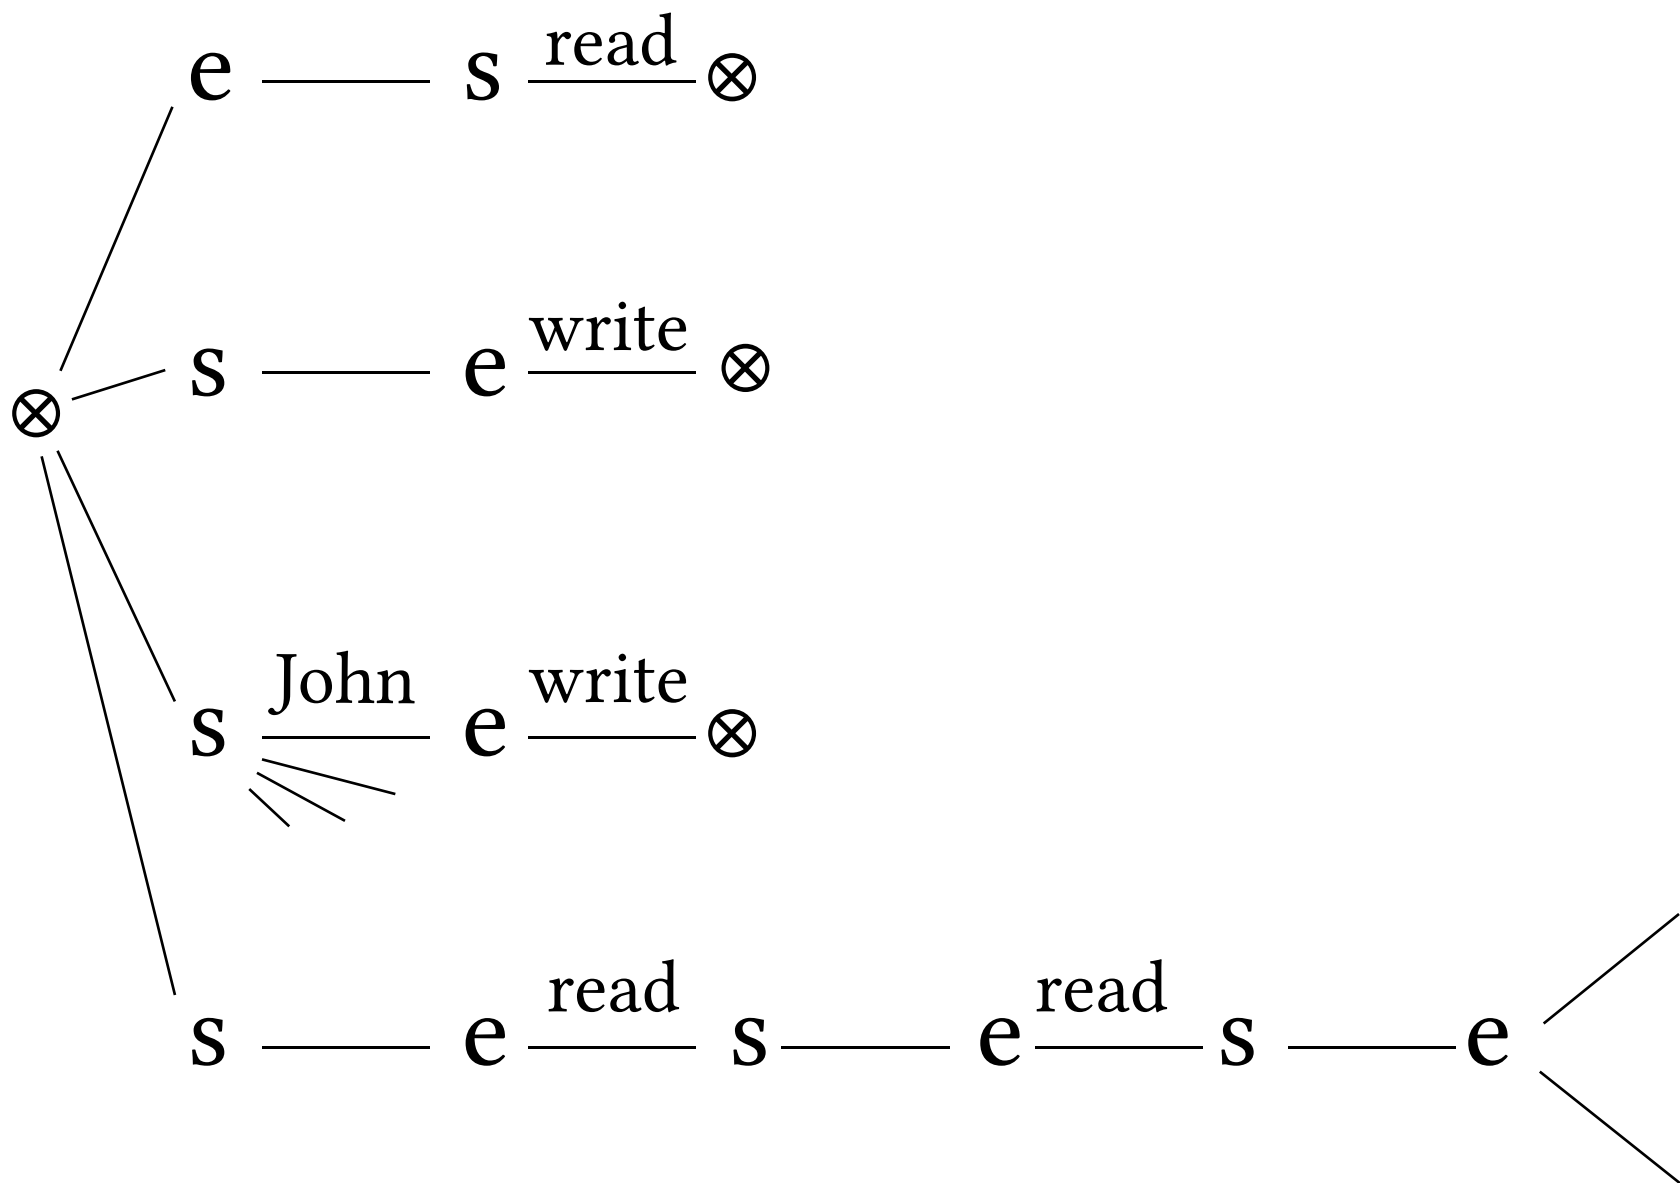 read
e s ⊗
write
s e ⊗
⊗
John write
s e ⊗
read read
s e s e s e